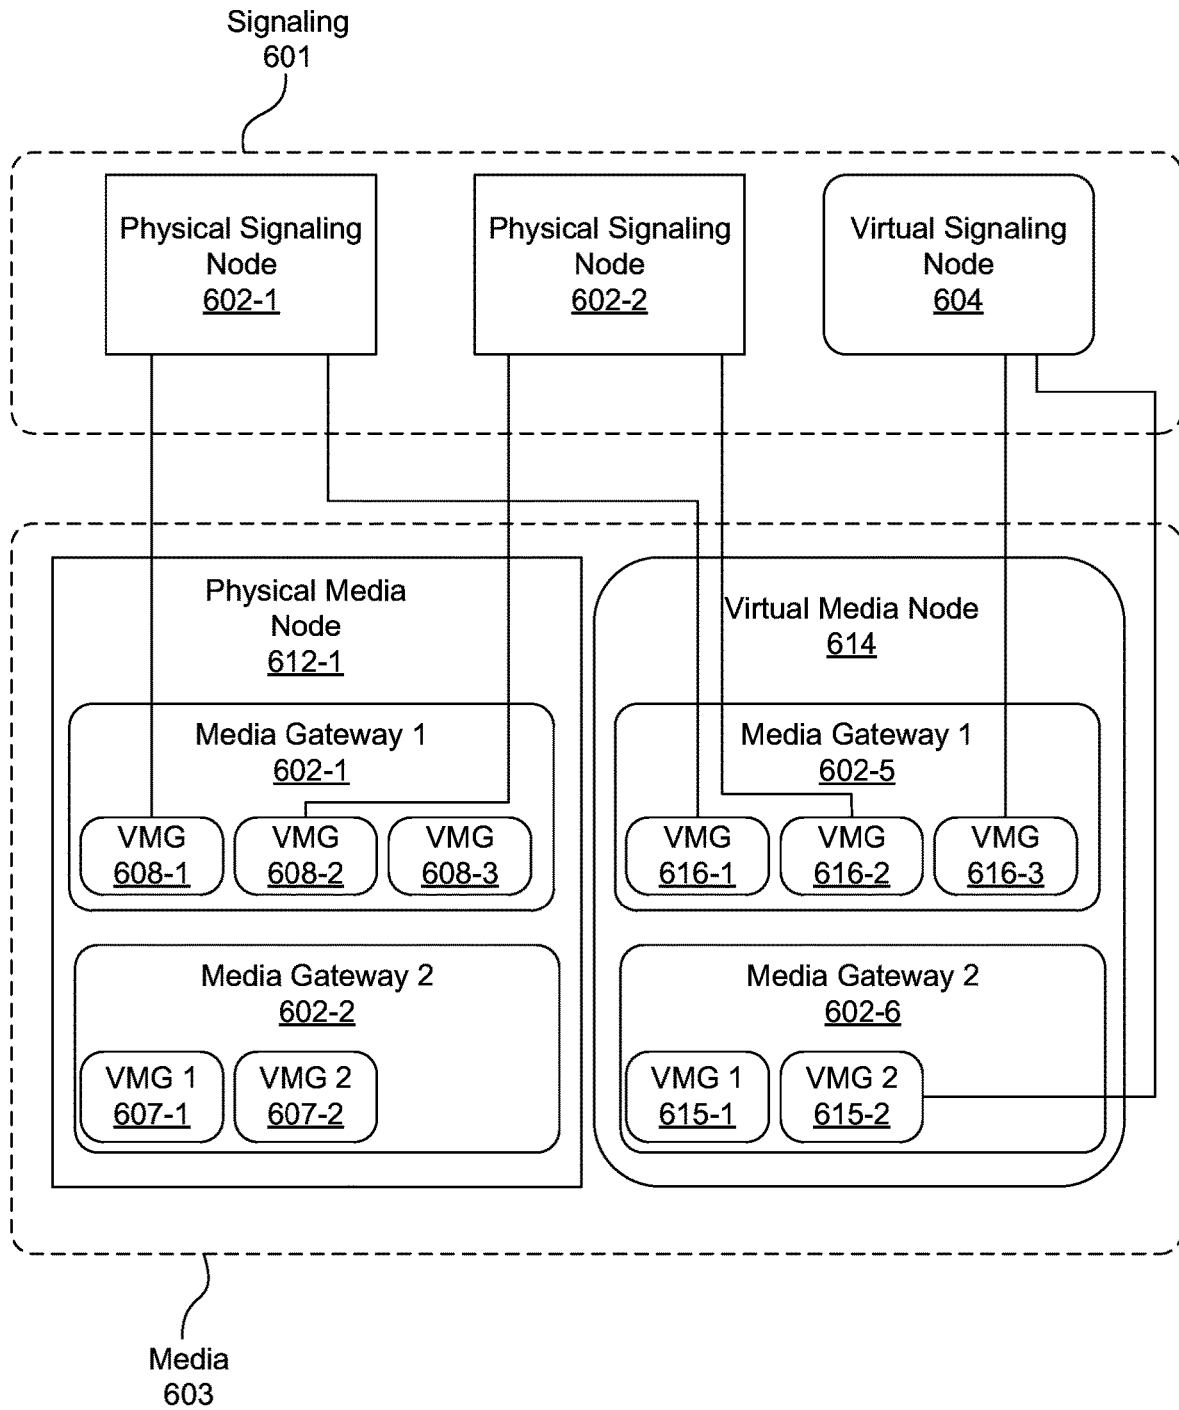 Signaling
601
Physical Signaling
Node
602-1
Physical Signaling
Node
602-2
Virtual Signaling
Node
604
Physical Media
Node
612-1
Media Gateway 1
602-1
VMG
608-1
VMG
608-2
VMG
608-3
Media Gateway 2
602-2
VMG 1
607-1
VMG 2
607-2
Virtual Media Node
614
Media Gateway 1
602-5
VMG
616-1
VMG
616-2
VMG
616-3
Media Gateway 2
602-6
VMG 1
615-1
VMG 2
615-2
Media
603